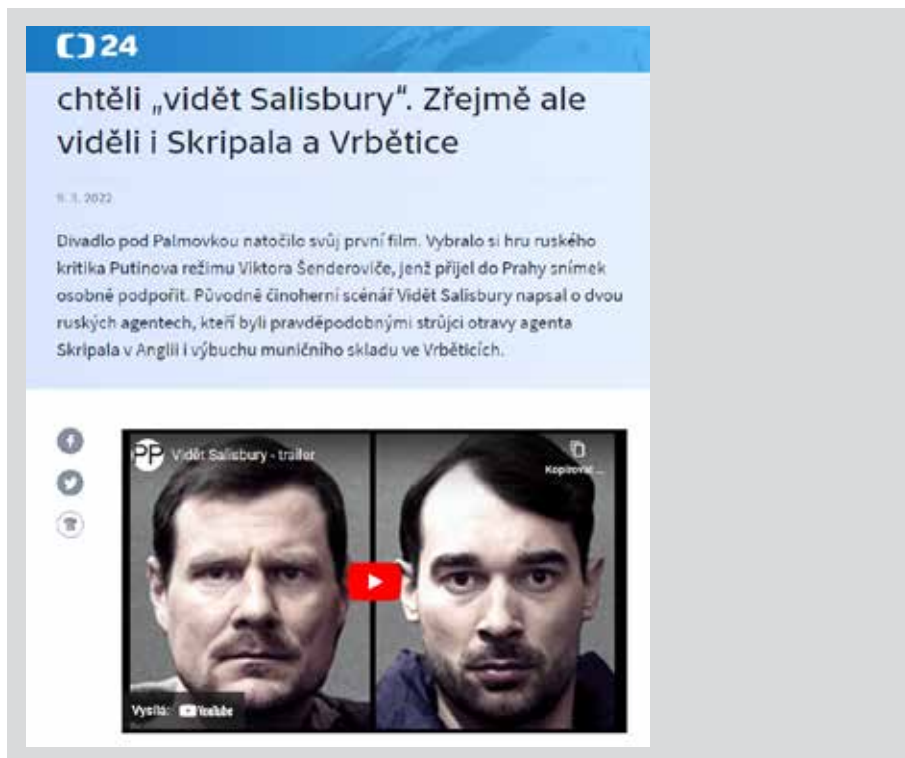 24
chtěli „vidět Salisbury“. Zřejmě ale
viděli i Skripala a Vrbětice
2022
Divadlo pod Palmovkou natočilo svůj první film. Vybralo si hru ruského
kritika Putinova režimu Viktora Šenderoviče, jenž přijel do Prahy snímek
osobně podpořit. Původně činoherní scénář Vidět Salisbury napsal o dvou
ruských agentech, kteří byli pravděpodobnými strůjci otravy agenta
Skripala v Anglii i výbuchu muničního skladu ve Vrběticích.
PP Vidět Salisbury - trailer
Kopírovat ...
Vysílá: YouTube